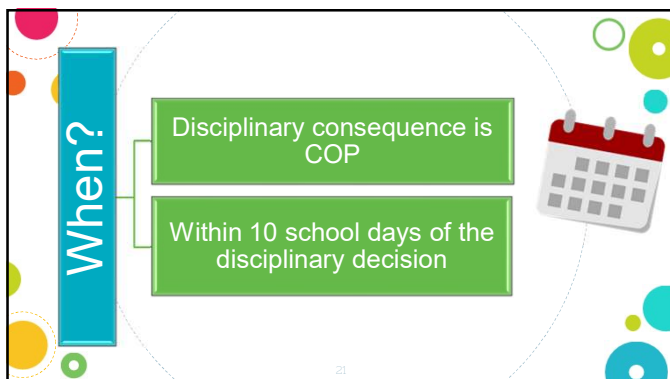 When?
Disciplinary consequence is
COP
Within 10 school days of the
disciplinary decision
21